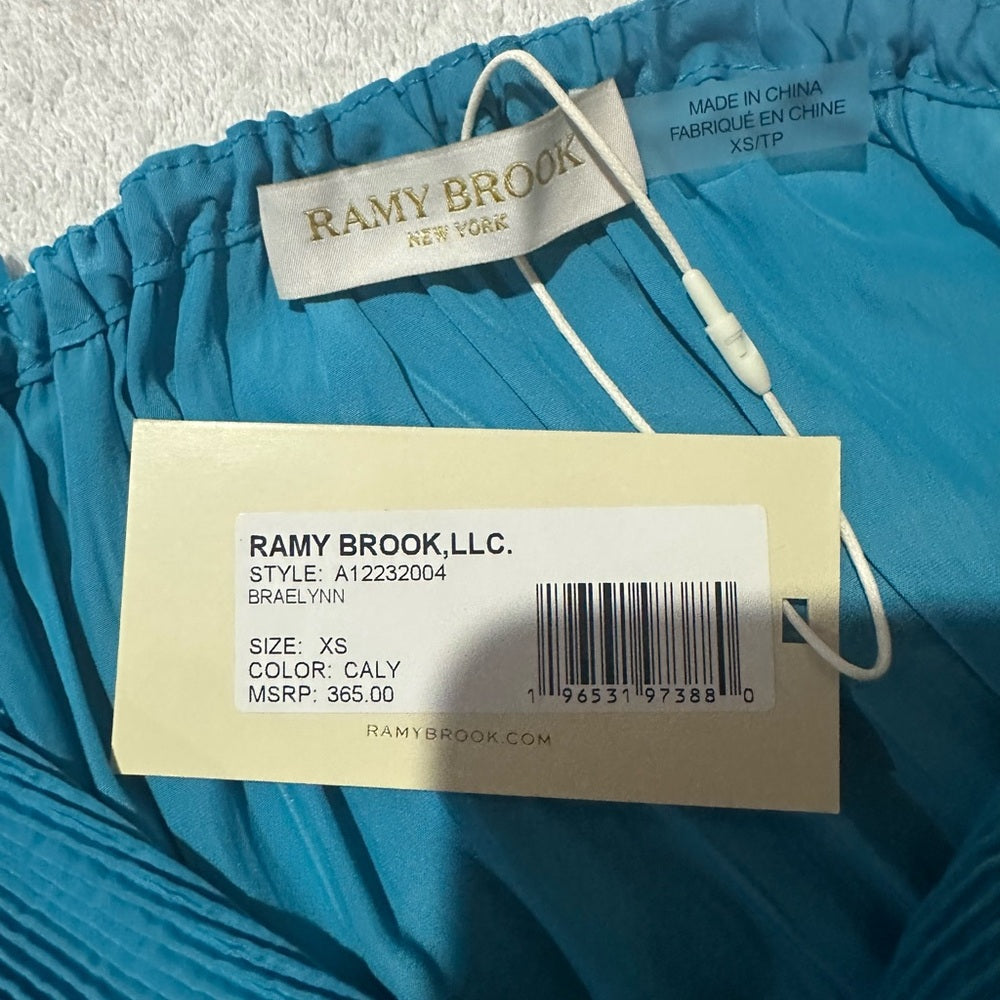 MADE IN CHINA
FABRIQUÉ EN CHINE
XS/TP
RAMY BROOK
NEW YORK
RAMY BROOK,LLC.
STYLE: A12232004
BRAELYNN
SIZE: XS
COLOR: CALY
MSRP: 365.00
1 96531 97388 0
RAMYBROOK.COM